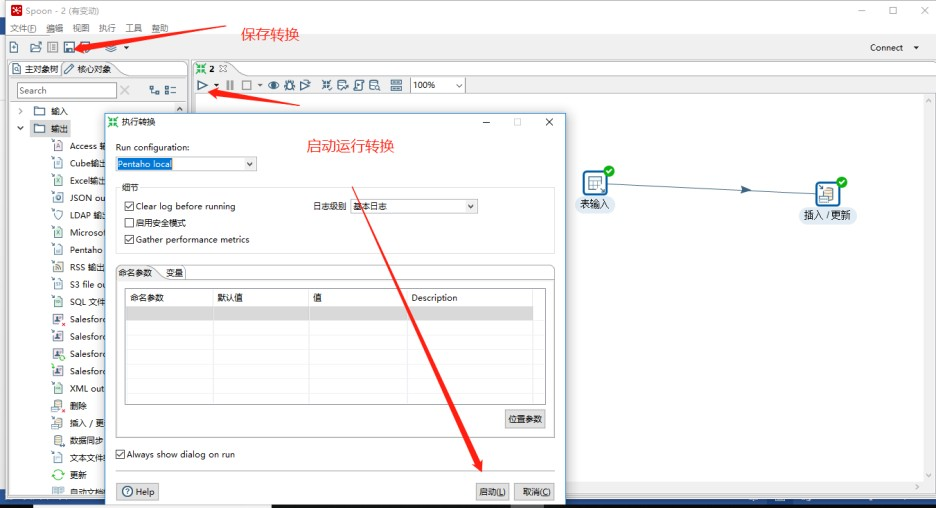 Spoon - 2 (有变动)
文件(F) 编辑 视图 执行 工具 帮助
保存转换
Connect
主对象树 核心对象
2
Search
100%
输入
输出
Access 输
Cube输出
Excel输出
JSON ou
LDAP 输出
Microsof
Pentaho
RSS 输出
S3 file ou
SQL 文件
Salesforc
Salesforc
Salesforc
Salesforc
XML out
删除
插入 / 更
数据同步
文本文件
更新
自动文档
执行转换
启动运行转换
Run configuration:
Pentaho local
细节
Clear log before running
日志级别 基本日志
启用安全模式
Gather performance metrics
命名参数 变量
命名参数 默认值 值 Description
位置参数
Always show dialog on run
Help
启动(L) 取消(C)
表输入
插入 / 更新